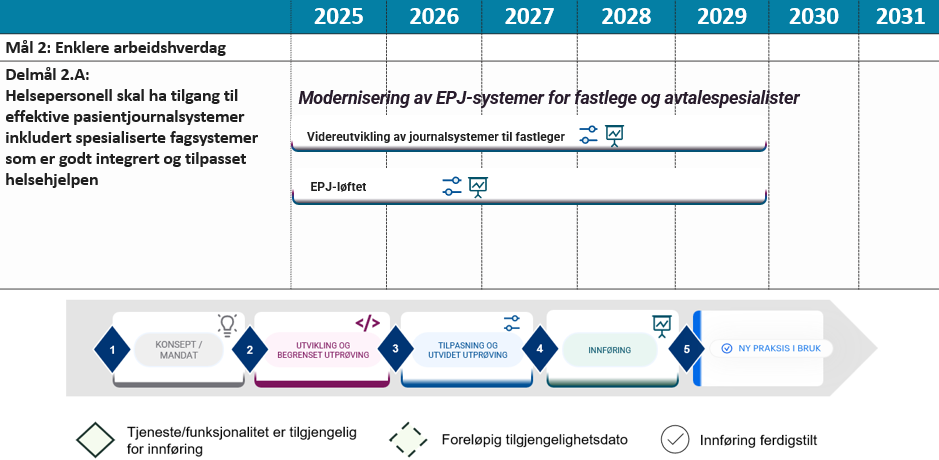 2025 2026 2027 2028 2029 2030 2031
Mål 2: Enklere arbeidshverdag
Delmål 2.A:
Helsepersonell skal ha tilgang til
effektive pasientjournalsystemer
inkludert spesialiserte fagsystemer
som er godt integrert og tilpasset
helsehjelpen
Modernisering av EPJ-systemer for fastlege og avtalespesialister
Videreutvikling av journalsystemer til fastleger
EPJ-løftet
1
KONSEPT /
MANDAT
2
</>
UTVIKLING OG
BEGRENSET UTPRØVING
3
TILPASNING OG
UTVIDET UTPRØVING
4
INNFØRING
5
NY PRAKSIS I BRUK
Tjeneste/funksjonalitet er tilgjengelig
for innføring
Foreløpig tilgjengelighetsdato
Innføring ferdigstilt